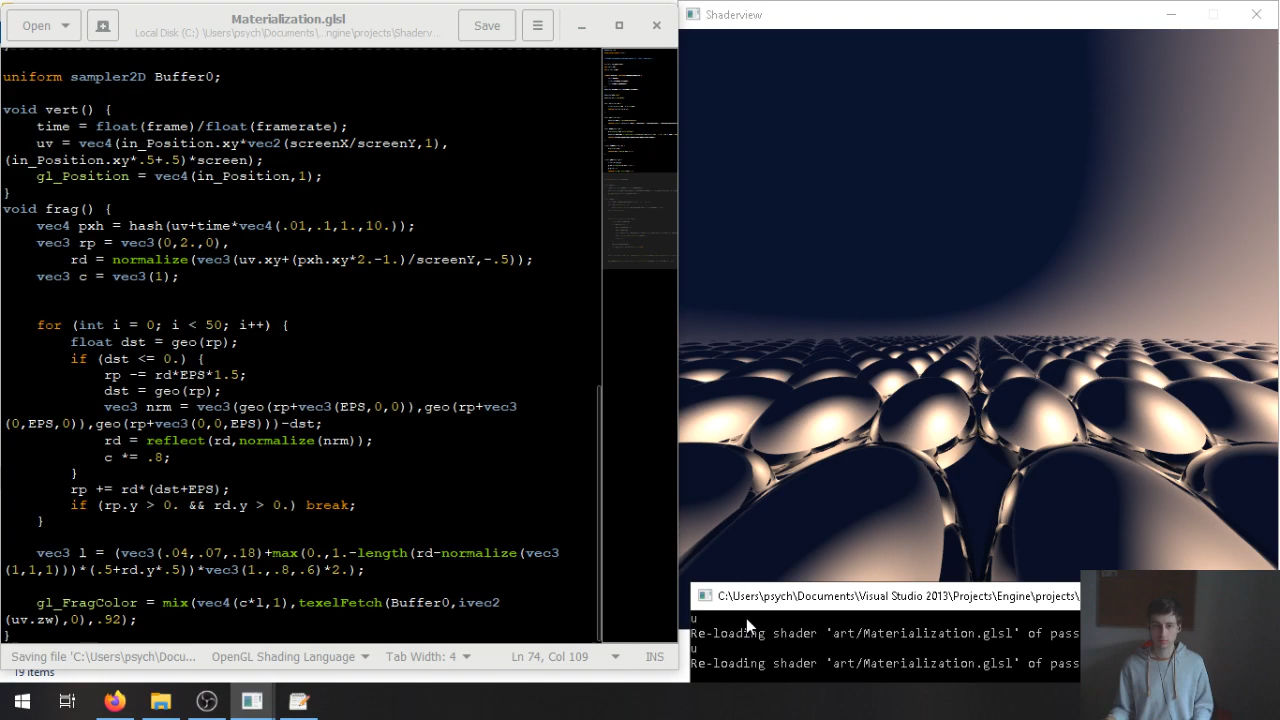 Open
Materialization.glsl
Local Disk (C:) \Users\psych\Documents\...ngine\projects\Shaderv...
Save
Shaderview
uniform sampler2D Buffer0;
void vert() {
time = float(frame)/float(framerate);
uv = vec4(in_Position.xy*vec2(screenX/screenY,1),
(in_Position.xy*.5+.5)*screen);
gl_Position = vec4(in_Position,1);
}
void frag() {
vec4 pxh = hash(uv+time*vec4(.01,.1,1.,10.));
vec3 rp = vec3(0,2.,0),
rd = normalize(vec3(uv.xy+(pxh.xy*2.-1.)/screenY,-.5));
vec3 c = vec3(1);
for (int i = 0; i < 50; i++) {
float dst = geo(rp);
if (dst <= 0.) {
rp -= rd*EPS*1.5;
dst = geo(rp);
vec3 nrm = vec3(geo(rp+vec3(EPS,0,0)),geo(rp+vec3
(0,EPS,0)),geo(rp+vec3(0,0,EPS)))-dst;
rd = reflect(rd,normalize(nrm));
c *= .8;
}
rp += rd*(dst+EPS);
if (rp.y > 0. && rd.y > 0.) break;
}
vec3 l = (vec3(.04,.07,.18)+max(0.,1.-length(rd-normalize(vec3
(1,1,1)))*(.5+rd.y*.5))*vec3(1.,.8,.6)*2.);
gl_FragColor = mix(vec4(c*l,1),texelFetch(Buffer0,ivec2
(uv.zw),0),.92);
}
C:\Users\psych\Documents\Visual Studio 2013\Projects\Engine\projects\
u
Re-loading shader 'art/Materialization.glsl' of pass
u
Re-loading shader 'art/Materialization.glsl' of pass
Saving file 'C:\Users\psych\Docu...
OpenGL Shading Language
Tab Width: 4
Ln 74, Col 109
INS
19 items